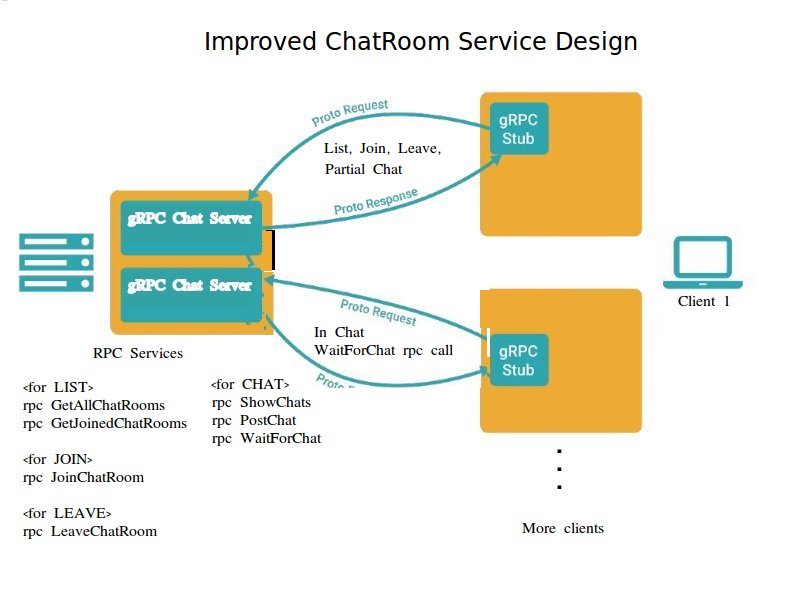 Improved ChatRoom Service Design
Proto Request
gRPC
Stub
List, Join, Leave,
Partial Chat
Proto Response
gRPC Chat Server
gRPC Chat Server
Proto Request
In Chat
WaitForChat rpc call
gRPC
Stub
Proto
Client 1
RPC Services
<for LIST>
rpc GetAllChatRooms
rpc GetJoinedChatRooms
<for JOIN>
rpc JoinChatRoom
<for LEAVE>
rpc LeaveChatRoom
<for CHAT>
rpc ShowChats
rpc PostChat
rpc WaitForChat
More clients